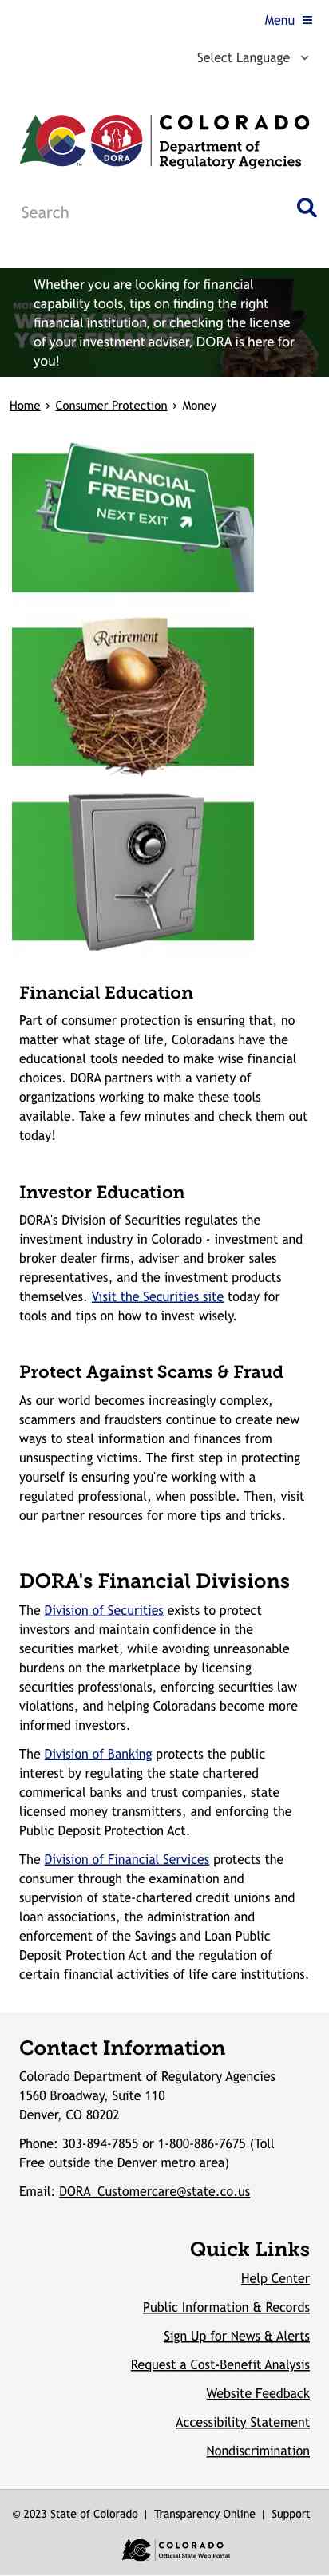 Menu
Select Language
DORA
COLORADO
Department of
Regulatory Agencies
Search
Whether you are looking for financial
capability tools, tips on finding the right
financial institution, or checking the license
of your investment adviser, DORA is here for
you!
Home › Consumer Protection › Money
FINANCIAL
FREEDOM
NEXT EXIT
Retirement
Financial Education
Part of consumer protection is ensuring that, no
matter what stage of life, Coloradans have the
educational tools needed to make wise financial
choices. DORA partners with a variety of
organizations working to make these tools
available. Take a few minutes and check them out
today!
Investor Education
DORA's Division of Securities regulates the
investment industry in Colorado - investment and
broker dealer firms, adviser and broker sales
representatives, and the investment products
themselves. Visit the Securities site today for
tools and tips on how to invest wisely.
Protect Against Scams & Fraud
As our world becomes increasingly complex,
scammers and fraudsters continue to create new
ways to steal information and finances from
unsuspecting victims. The first step in protecting
yourself is ensuring you're working with a
regulated professional, when possible. Then, visit
our partner resources for more tips and tricks.
DORA's Financial Divisions
The Division of Securities exists to protect
investors and maintain confidence in the
securities market, while avoiding unreasonable
burdens on the marketplace by licensing
securities professionals, enforcing securities law
violations, and helping Coloradans become more
informed investors.
The Division of Banking protects the public
interest by regulating the state chartered
commerical banks and trust companies, state
licensed money transmitters, and enforcing the
Public Deposit Protection Act.
The Division of Financial Services protects the
consumer through the examination and
supervision of state-chartered credit unions and
loan associations, the administration and
enforcement of the Savings and Loan Public
Deposit Protection Act and the regulation of
certain financial activities of life care institutions.
Contact Information
Colorado Department of Regulatory Agencies
1560 Broadway, Suite 110
Denver, CO 80202
Phone: 303-894-7855 or 1-800-886-7675 (Toll
Free outside the Denver metro area)
Email: DORA_Customercare@state.co.us
Quick Links
Help Center
Public Information & Records
Sign Up for News & Alerts
Request a Cost-Benefit Analysis
Website Feedback
Accessibility Statement
Nondiscrimination
© 2023 State of Colorado | Transparency Online | Support
COLORADO
Official State Web Portal